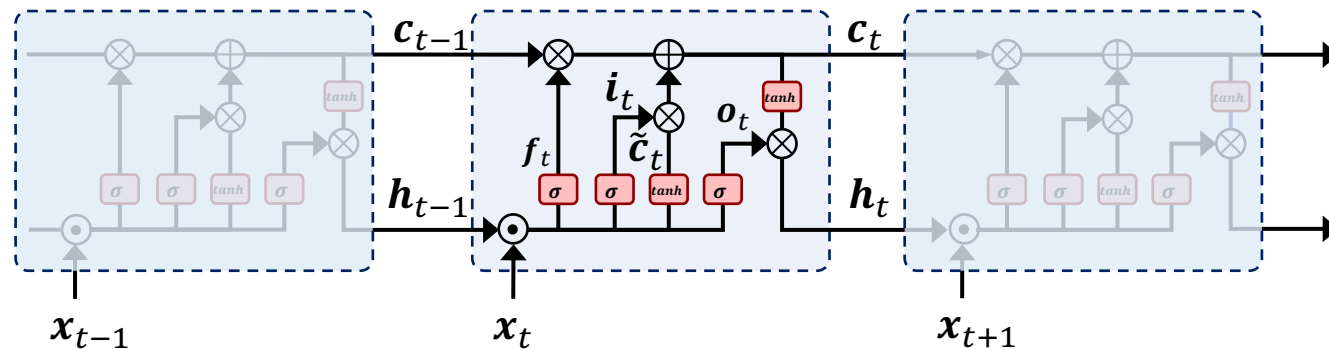 c_{t-1} c_t
tanh tanh tanh
i_t o_t
f_t c̃_t
σ σ tanh σ σ σ tanh σ σ σ tanh σ
h_{t-1} h_t
x_{t-1} x_t x_{t+1}